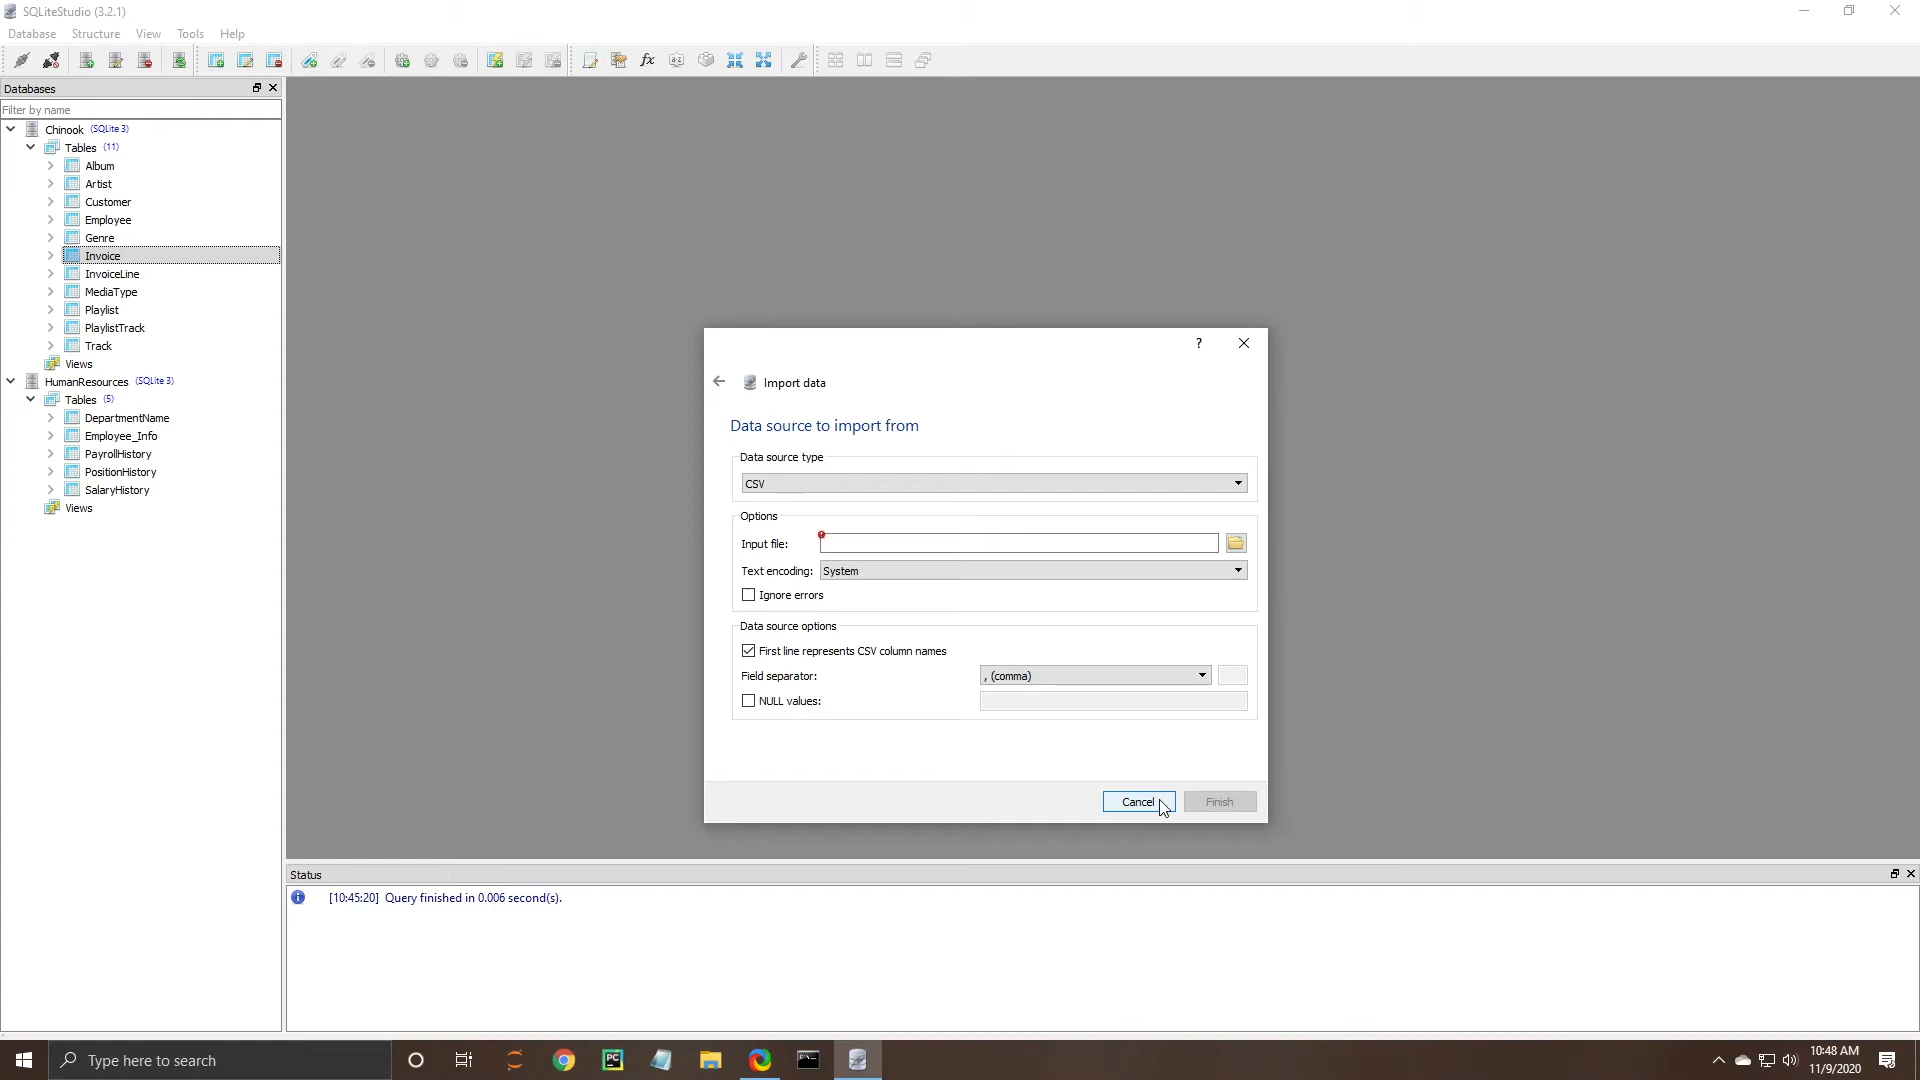 SQLiteStudio (3.2.1)
Database Structure View Tools Help
Databases
Filter by name
Chinook (SQLite 3)
Tables (11)
Album
Artist
Customer
Employee
Genre
Invoice
InvoiceLine
MediaType
Playlist
PlaylistTrack
Track
Views
HumanResources (SQLite 3)
Tables (5)
DepartmentName
Employee_Info
PayrollHistory
PositionHistory
SalaryHistory
Views
?
Import data
Data source to import from
Data source type
CSV
Options
Input file:
Text encoding: System
Ignore errors
Data source options
First line represents CSV column names
Field separator: , (comma)
NULL values:
Cancel Finish
Status
[10:45:20] Query finished in 0.006 second(s).
Type here to search
PC
10:48 AM
11/9/2020